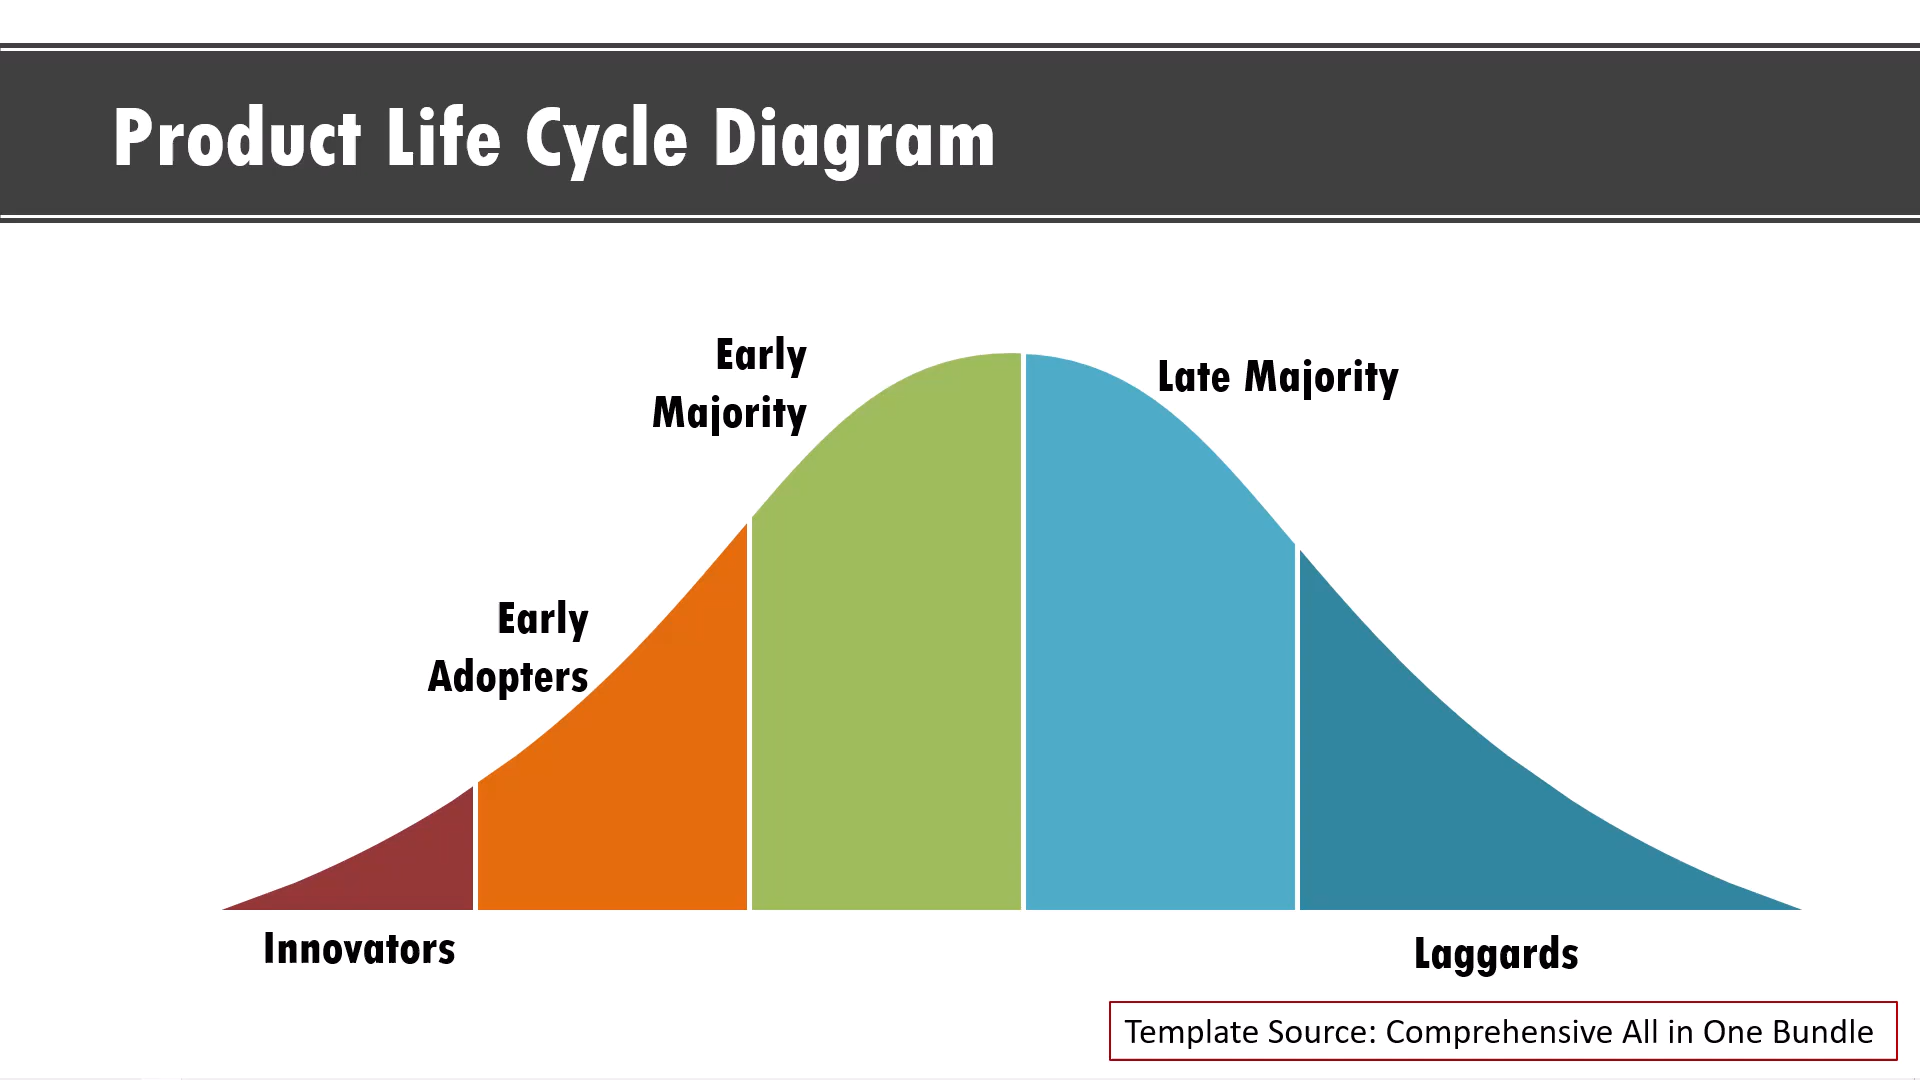 Product Life Cycle Diagram
Early
Majority
Late Majority
Early
Adopters
Innovators
Laggards
Template Source: Comprehensive All in One Bundle